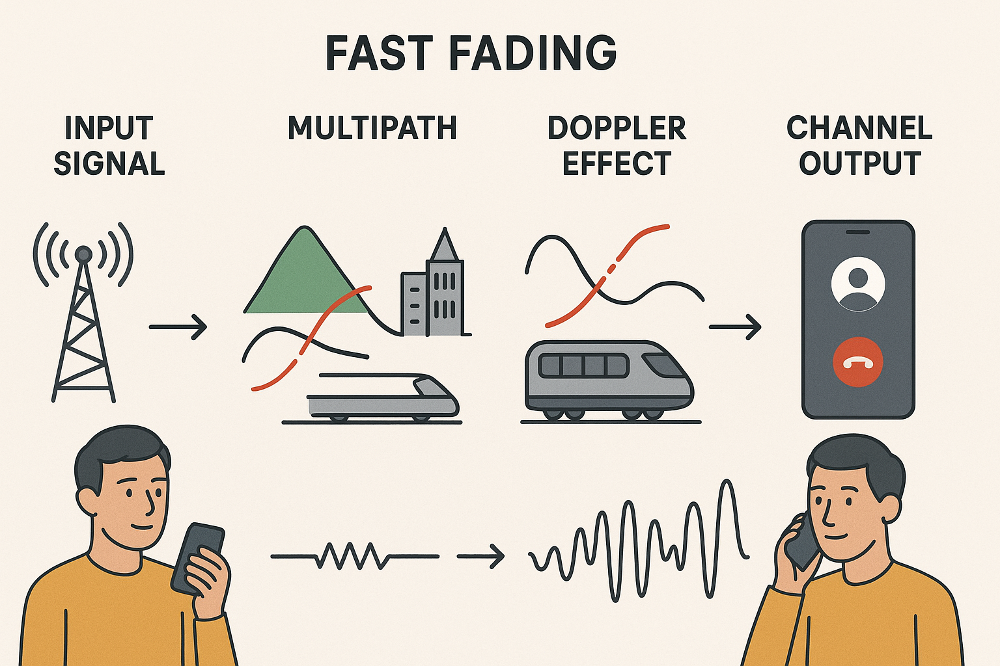 FAST FADING
INPUT
SIGNAL
MULTIPATH
DOPPLER
EFFECT
CHANNEL
OUTPUT